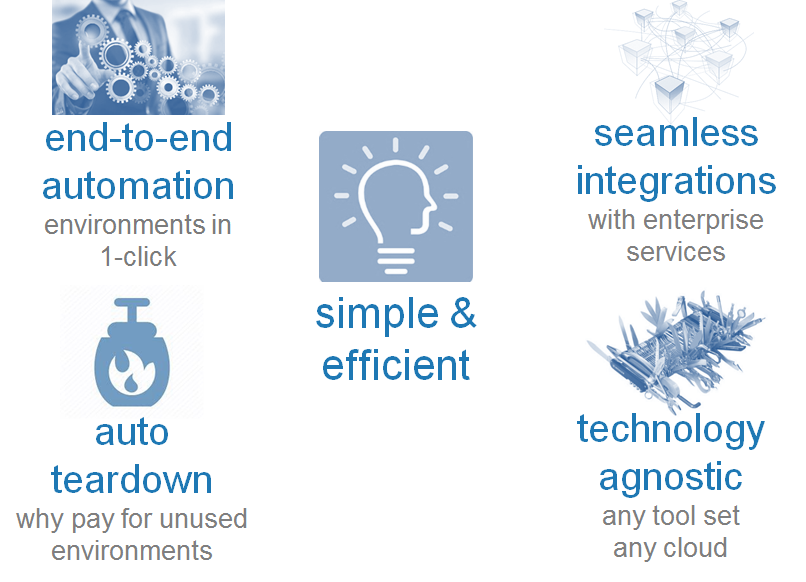 end-to-end
automation
environments in
1-click
seamless
integrations
with enterprise
services
simple &
efficient
auto
teardown
why pay for unused
environments
technology
agnostic
any tool set
any cloud